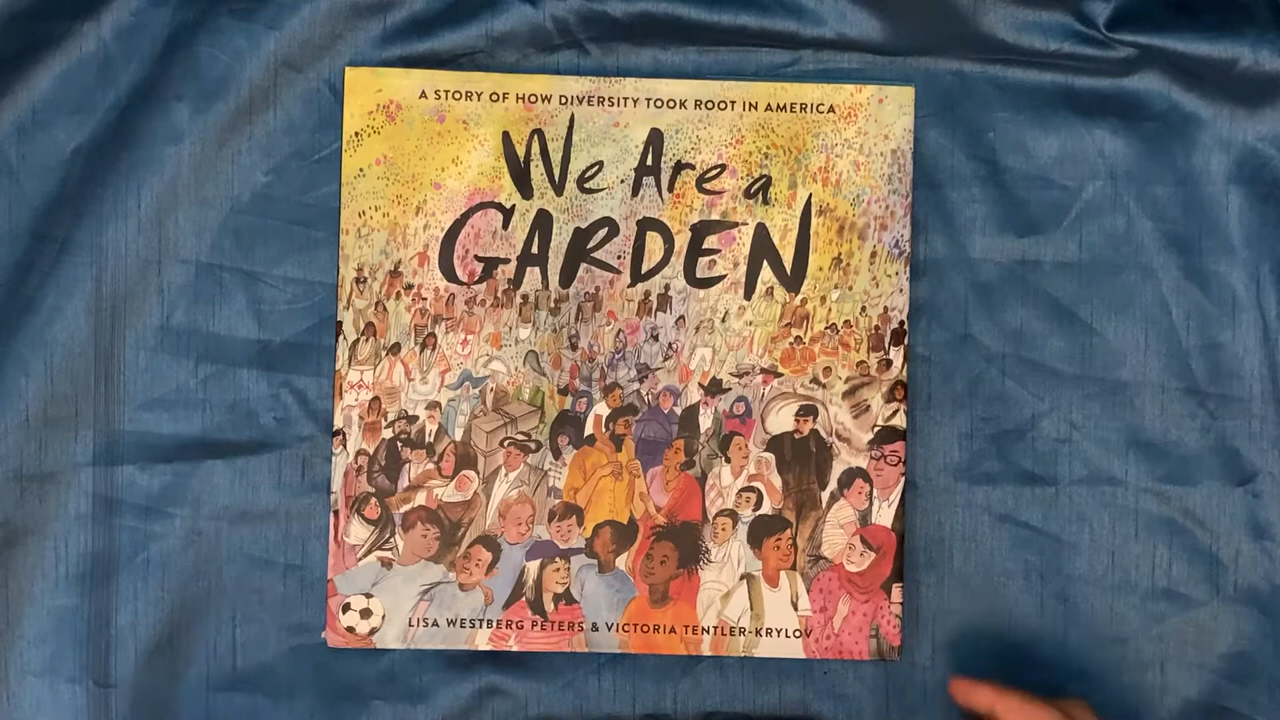 A STORY OF HOW DIVERSITY TOOK ROOT IN AMERICA
We Are a
GARDEN
LISA WESTBERG PETERS & VICTORIA TENTLER-KRYLOV